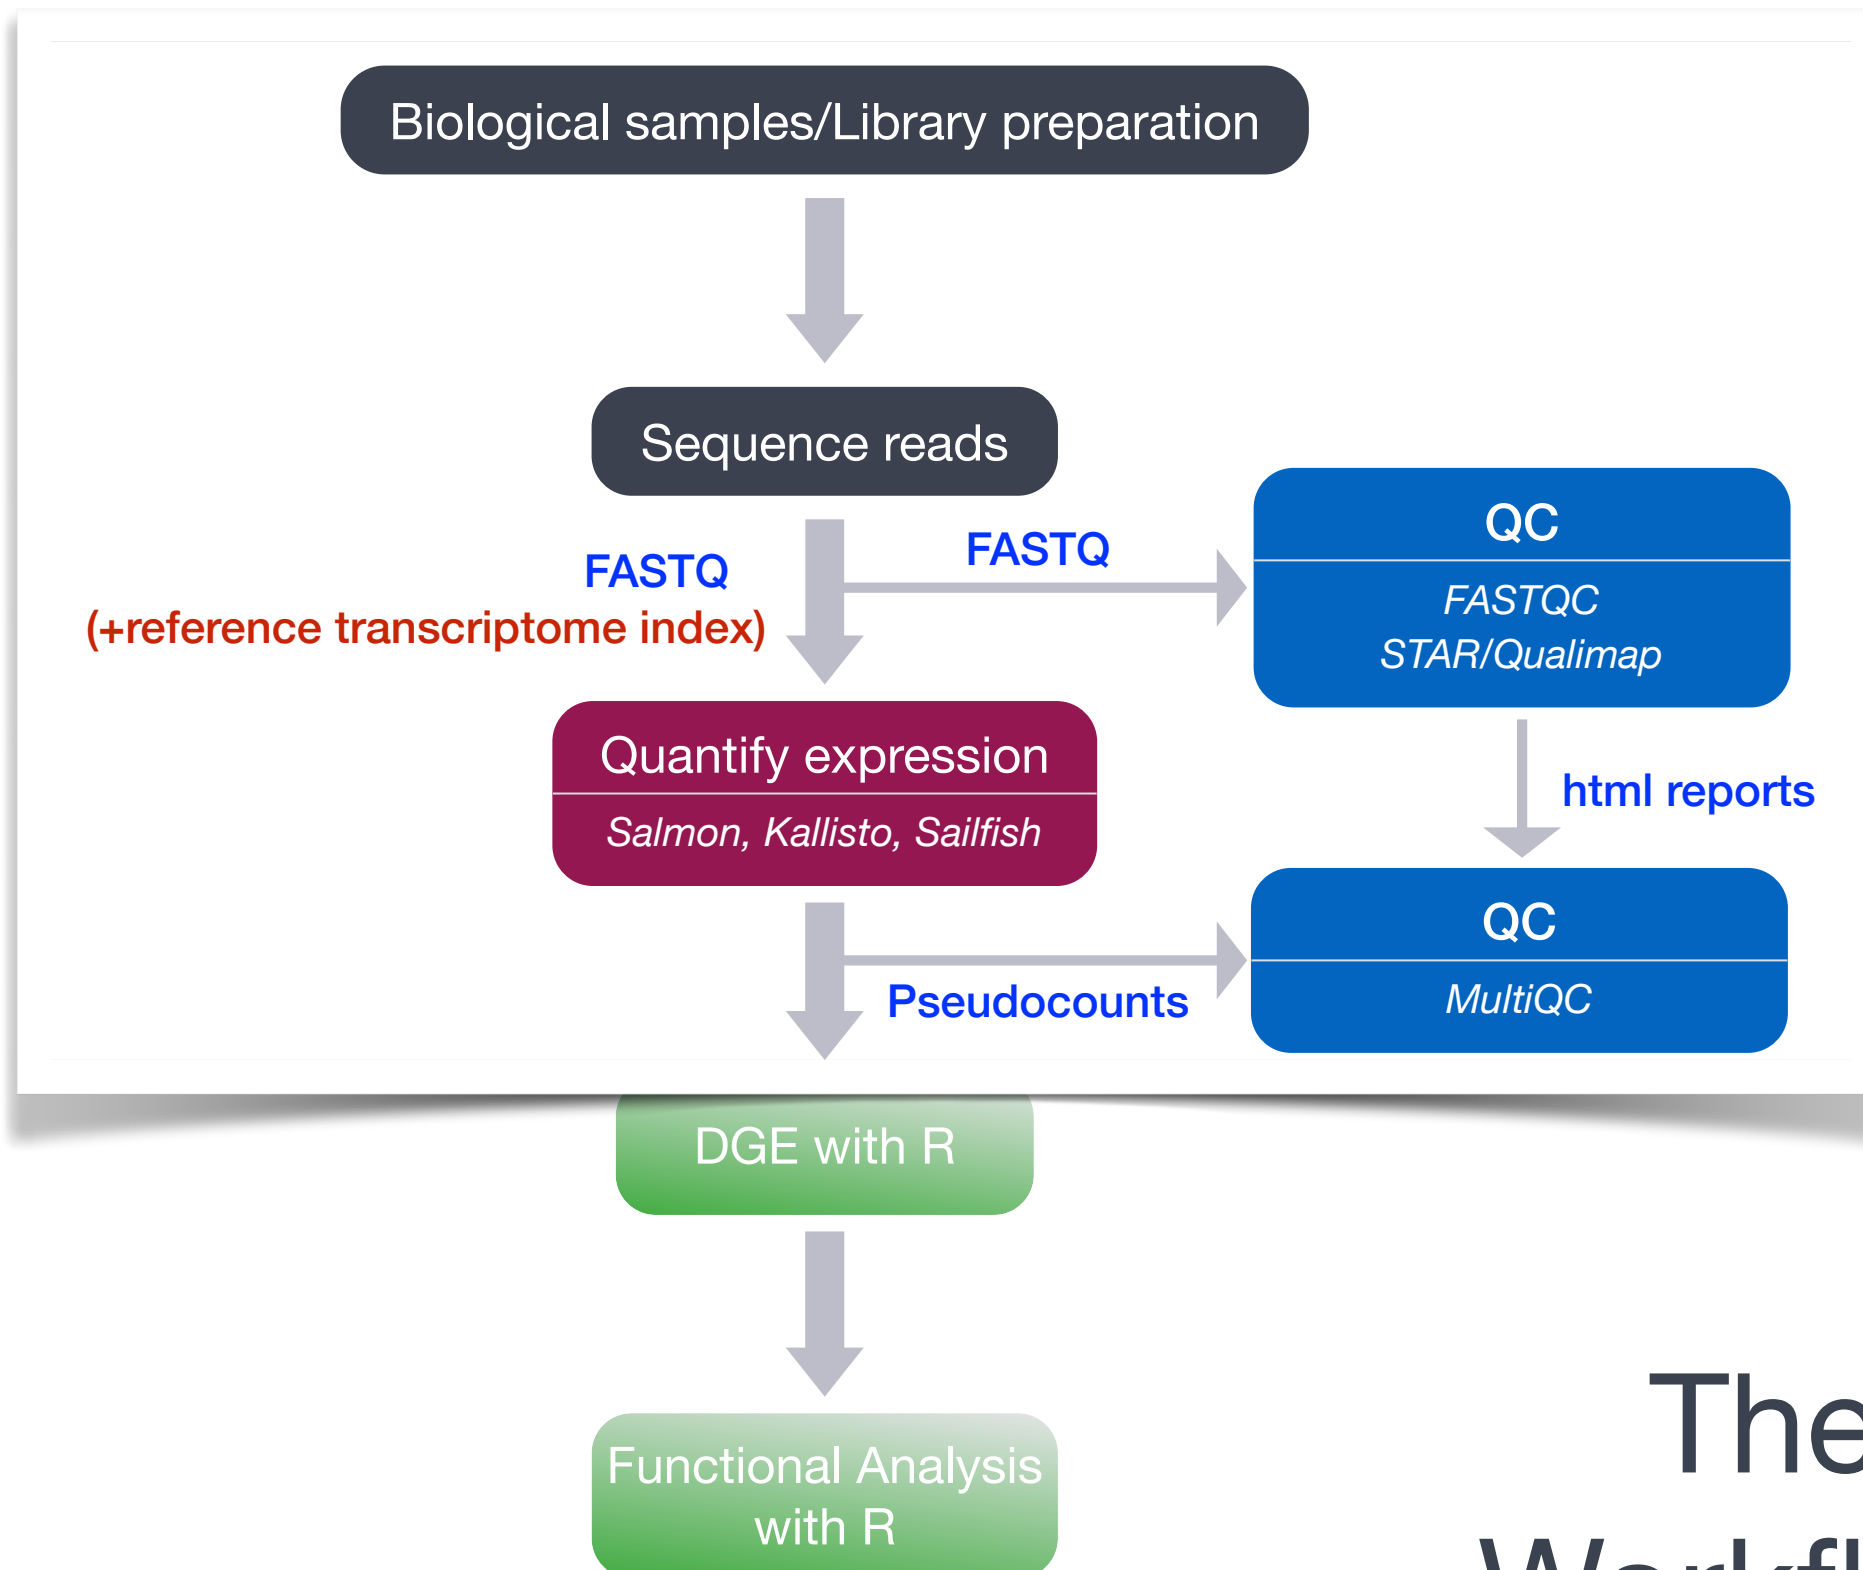 Biological samples/Library preparation
Sequence reads
FASTQ
(+reference transcriptome index)
FASTQ
QC
FASTQC
STAR/Qualimap
Quantify expression
Salmon, Kallisto, Sailfish
html reports
QC
MultiQC
Pseudocounts
DGE with R
Functional Analysis
with R
The